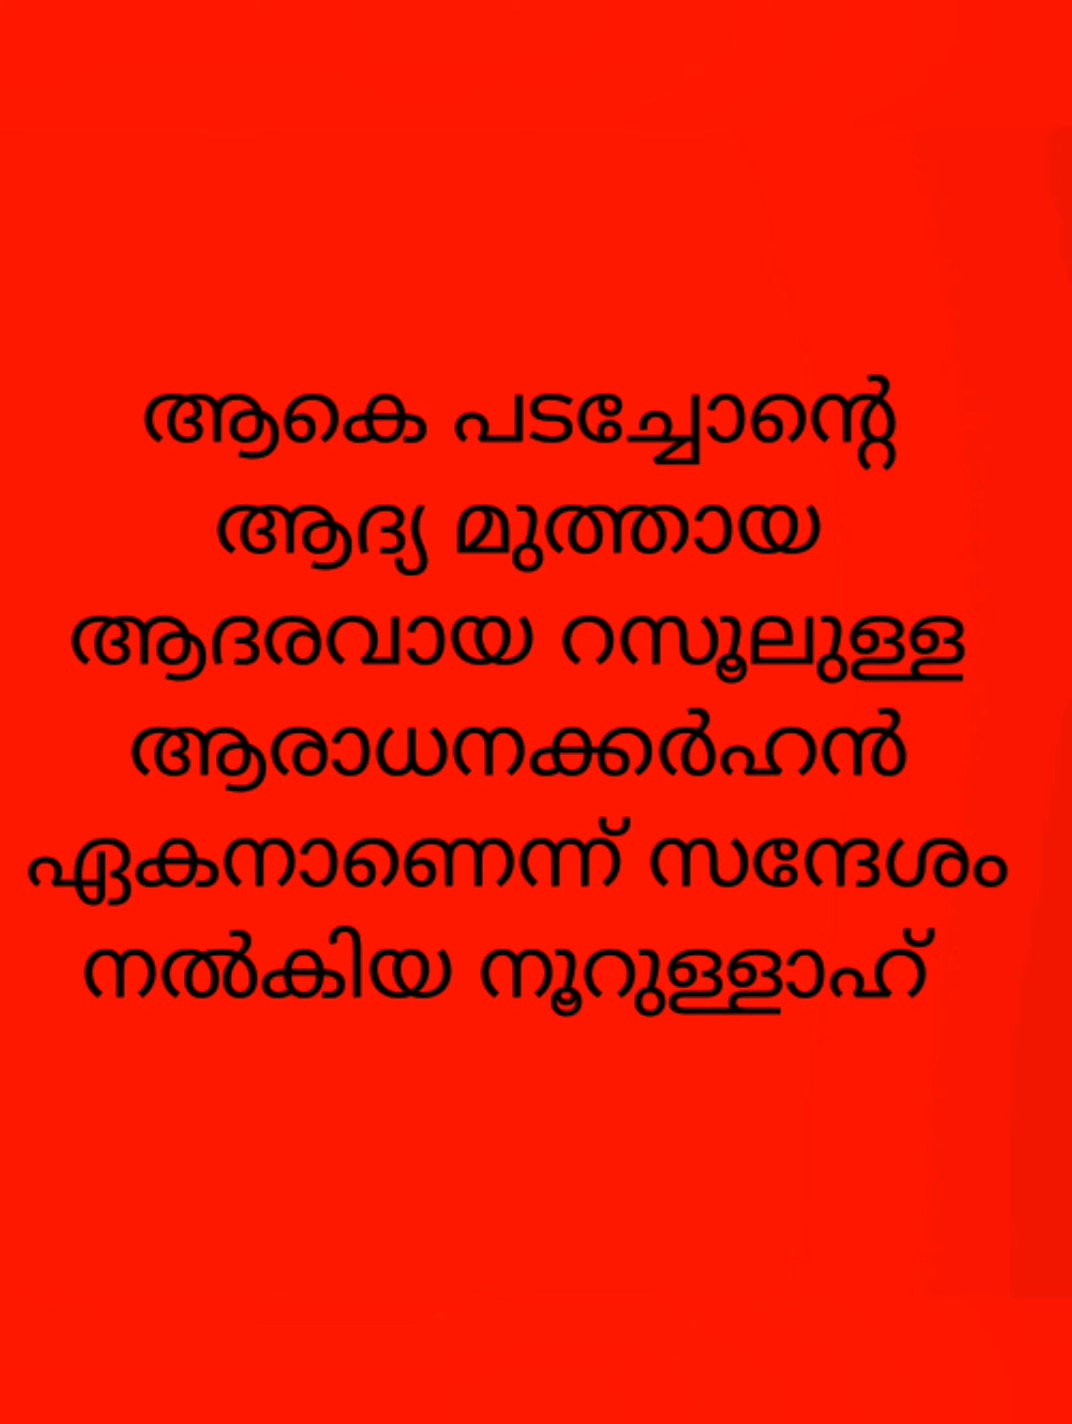 ആകെ പടച്ചോന്റെ
ആദ്യ മുത്തായ
ആദരവായ റസൂലുള്ള
ആരാധനക്കർഹൻ
ഏകനാണെന്ന് സന്ദേശം
നൽകിയ നൂറുള്ളാഹ്